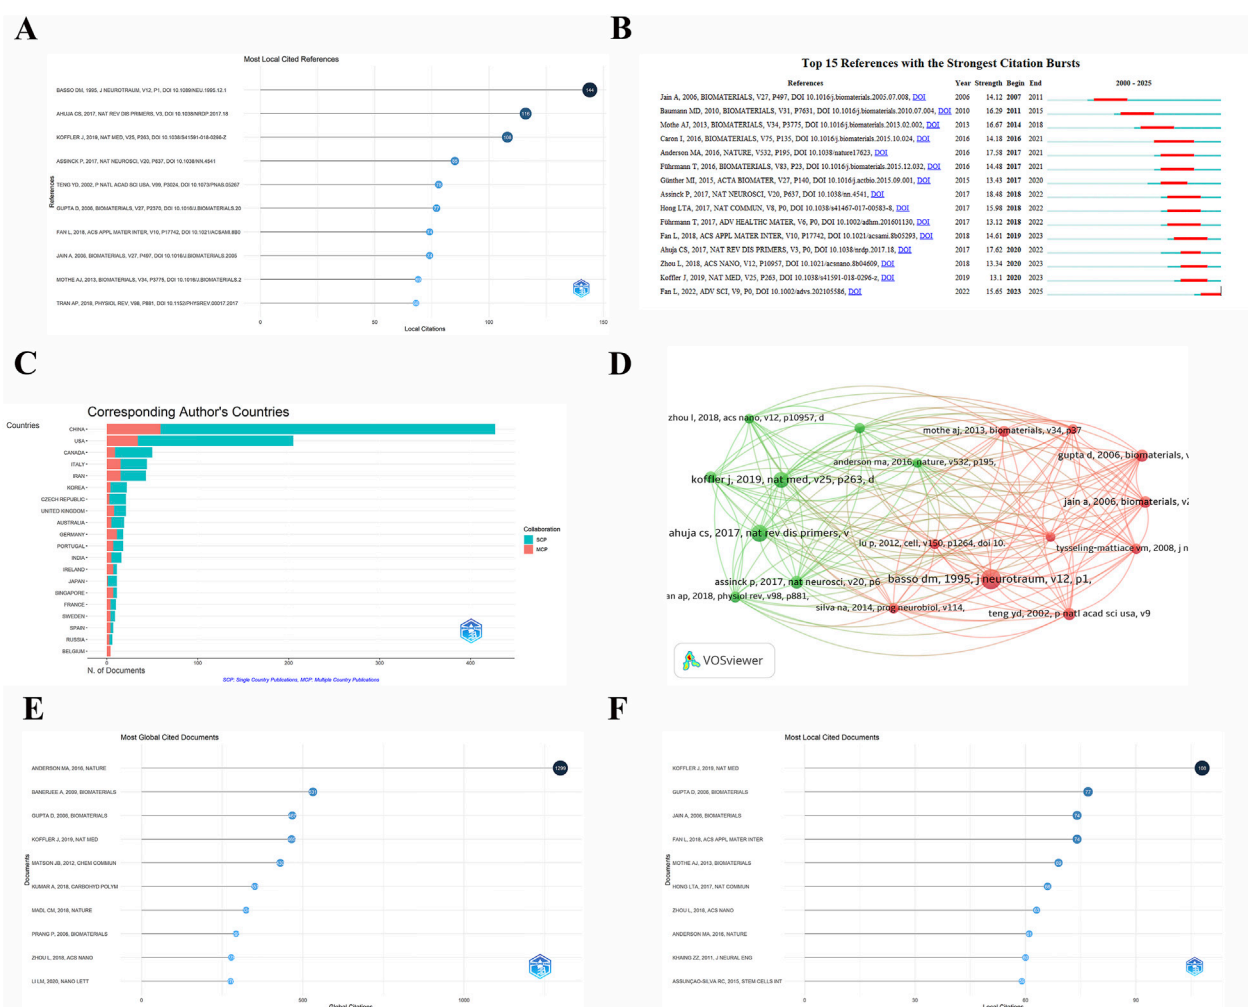 A
Most Local Cited References
References
BASSO DM, 1995, J NEUROTRAUM, V12, P1, DOI 10.1089/NEU.1995.12.1
144
AHUJA CS, 2017, NAT REV DIS PRIMERS, V3, DOI 10.1038/NRDP.2017.18
116
KOFFLER J, 2019, NAT MED, V25, P263, DOI 10.1038/S41591-018-0296-Z
108
ASSINCK P, 2017, NAT NEUROSCI, V20, P637, DOI 10.1038/NN.4541
85
TENG YD, 2002, P NATL ACAD SCI USA, V99, P3024, DOI 10.1073/PNAS.05267
78
GUPTA D, 2006, BIOMATERIALS, V27, P2370, DOI 10.1016/J.BIOMATERIALS.20
77
FAN L, 2018, ACS APPL MATER INTER, V10, P17742, DOI 10.1021/ACSAMI.8B0
74
JAIN A, 2006, BIOMATERIALS, V27, P497, DOI 10.1016/J.BIOMATERIALS.2005
74
MOTHE AJ, 2013, BIOMATERIALS, V34, P3775, DOI 10.1016/J.BIOMATERIALS.2
69
TRAN AP, 2018, PHYSIOL REV, V98, P881, DOI 10.1152/PHYSREV.00017.2017
68
0 50 100 150
Local Citations
B
Top 15 References with the Strongest Citation Bursts
References Year Strength Begin End 2000 - 2025
Jain A, 2006, BIOMATERIALS, V27, P497, DOI 10.1016/j.biomaterials.2005.07.008, DOI 2006 14.12 2007 2011
Baumann MD, 2010, BIOMATERIALS, V31, P7631, DOI 10.1016/j.biomaterials.2010.07.004, DOI 2010 16.29 2011 2015
Mothe AJ, 2013, BIOMATERIALS, V34, P3775, DOI 10.1016/j.biomaterials.2013.02.002, DOI 2013 16.67 2014 2018
Caron I, 2016, BIOMATERIALS, V75, P135, DOI 10.1016/j.biomaterials.2015.10.024, DOI 2016 14.18 2016 2021
Anderson MA, 2016, NATURE, V532, P195, DOI 10.1038/nature17623, DOI 2016 17.58 2017 2021
Führmann T, 2016, BIOMATERIALS, V83, P23, DOI 10.1016/j.biomaterials.2015.12.032, DOI 2016 14.48 2017 2021
Günther MI, 2015, ACTA BIOMATER, V27, P140, DOI 10.1016/j.actbio.2015.09.001, DOI 2015 13.43 2017 2020
Assinck P, 2017, NAT NEUROSCI, V20, P637, DOI 10.1038/nn.4541, DOI 2017 18.48 2018 2022
Hong LTA, 2017, NAT COMMUN, V8, P0, DOI 10.1038/s41467-017-00583-8, DOI 2017 15.98 2018 2022
Führmann T, 2017, ADV HEALTHC MATER, V6, P0, DOI 10.1002/adhm.201601130, DOI 2017 13.12 2018 2022
Fan L, 2018, ACS APPL MATER INTER, V10, P17742, DOI 10.1021/acsami.8b05293, DOI 2018 14.61 2019 2023
Ahuja CS, 2017, NAT REV DIS PRIMERS, V3, P0, DOI 10.1038/nrdp.2017.18, DOI 2017 17.62 2020 2022
Zhou L, 2018, ACS NANO, V12, P10957, DOI 10.1021/acsnano.8b04609, DOI 2018 13.34 2020 2023
Koffler J, 2019, NAT MED, V25, P263, DOI 10.1038/s41591-018-0296-z, DOI 2019 13.1 2020 2023
Fan L, 2022, ADV SCI, V9, P0, DOI 10.1002/advs.202105586, DOI 2022 15.65 2023 2025
C
Corresponding Author's Countries
Countries
CHINA
USA
CANADA
ITALY
IRAN
KOREA
CZECH REPUBLIC
UNITED KINGDOM
AUSTRALIA
GERMANY
PORTUGAL
INDIA
IRELAND
JAPAN
SINGAPORE
FRANCE
SWEDEN
SPAIN
RUSSIA
BELGIUM
0 100 200 300 400
N. of Documents
SCP: Single Country Publications, MCP: Multiple Country Publications
Collaboration
SCP
MCP
D
zhou l, 2018, acs nano, v12, p10957, d
mothe aj, 2013, biomaterials, v34, p37
gupta d, 2006, biomaterials, v
anderson ma, 2016, nature, v532, p195,
koffler j, 2019, nat med, v25, p263, d
jain a, 2006, biomaterials, v2
ahuja cs, 2017, nat rev dis primers, v
lu p, 2012, cell, v150, p1264, doi 10.
tysseling-mattiace vm, 2008, j n
assinck p, 2017, nat neurosci, v20, p6
basso dm, 1995, j neurotraum, v12, p1,
an ap, 2018, physiol rev, v98, p881,
silva na, 2014, prog neurobiol, v114,
teng yd, 2002, p natl acad sci usa, v9
VOSviewer
E
Most Global Cited Documents
Documents
ANDERSON MA, 2016, NATURE
1299
BANERJEE A, 2009, BIOMATERIALS
531
GUPTA D, 2006, BIOMATERIALS
KOFFLER J, 2019, NAT MED
MATSON JB, 2012, CHEM COMMUN
KUMAR A, 2018, CARBOHYD POLYM
MADL CM, 2016, NATURE
PRANG P, 2006, BIOMATERIALS
ZHOU L, 2018, ACS NANO
LI LM, 2020, NANO LETT
0 500 1000
Global Citations
F
Most Local Cited Documents
Documents
KOFFLER J, 2019, NAT MED
108
GUPTA D, 2006, BIOMATERIALS
77
JAIN A, 2006, BIOMATERIALS
74
FAN L, 2018, ACS APPL MATER INTER
74
MOTHE AJ, 2013, BIOMATERIALS
69
HONG LTA, 2017, NAT COMMUN
66
ZHOU L, 2018, ACS NANO
63
ANDERSON MA, 2016, NATURE
61
KHAING ZZ, 2011, J NEURAL ENG
60
ASSUNÇAO-SILVA RC, 2015, STEM CELLS INT
59
0 30 60 90
Local Citations